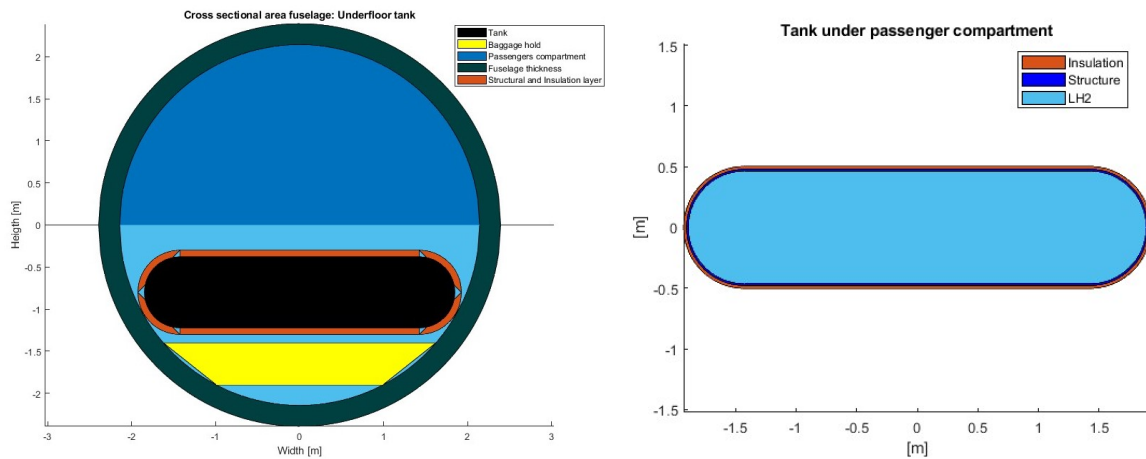 Cross sectional area fuselage: Underfloor tank
Tank
Baggage hold
Passengers compartment
Fuselage thickness
Structural and Insulation layer
Heigth [m]
2
1.5
1
0.5
0
-0.5
-1
-1.5
-2
-3
-2
-1
0
1
2
3
Width [m]
Tank under passenger compartment
Insulation
Structure
LH2
[m]
1.5
1
0.5
0
-0.5
-1
-1.5
-1.5
-1
-0.5
0
0.5
1
1.5
[m]